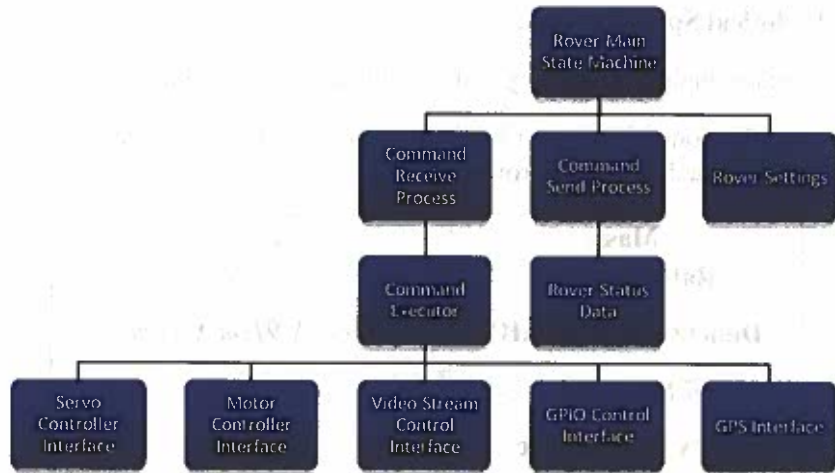 Rover Main
State Machine
Command
Receive
Process
Command
Send Process
Rover Settings
Command
Executor
Rover Status
Data
Servo
Controller
Interface
Motor
Controller
Interface
Video Stream
Control
Interface
GPIO Control
Interface
GPS Interface